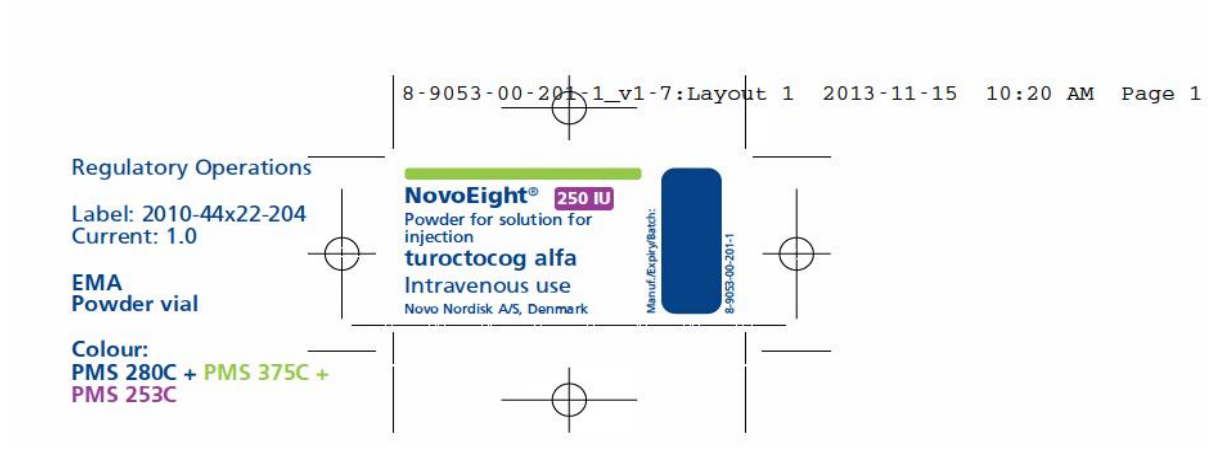 8-9053-00-201-1_v1-7:Layout 1  2013-11-15  10:20 AM  Page 1
Regulatory Operations
Label: 2010-44x22-204
Current: 1.0
EMA
Powder vial
Colour:
PMS 280C + PMS 375C +
PMS 253C
NovoEight® 250 IU
Powder for solution for
injection
turoctocog alfa
Intravenous use
Novo Nordisk A/S, Denmark
Manuf./Expiry/Batch:
8-9053-00-201-1